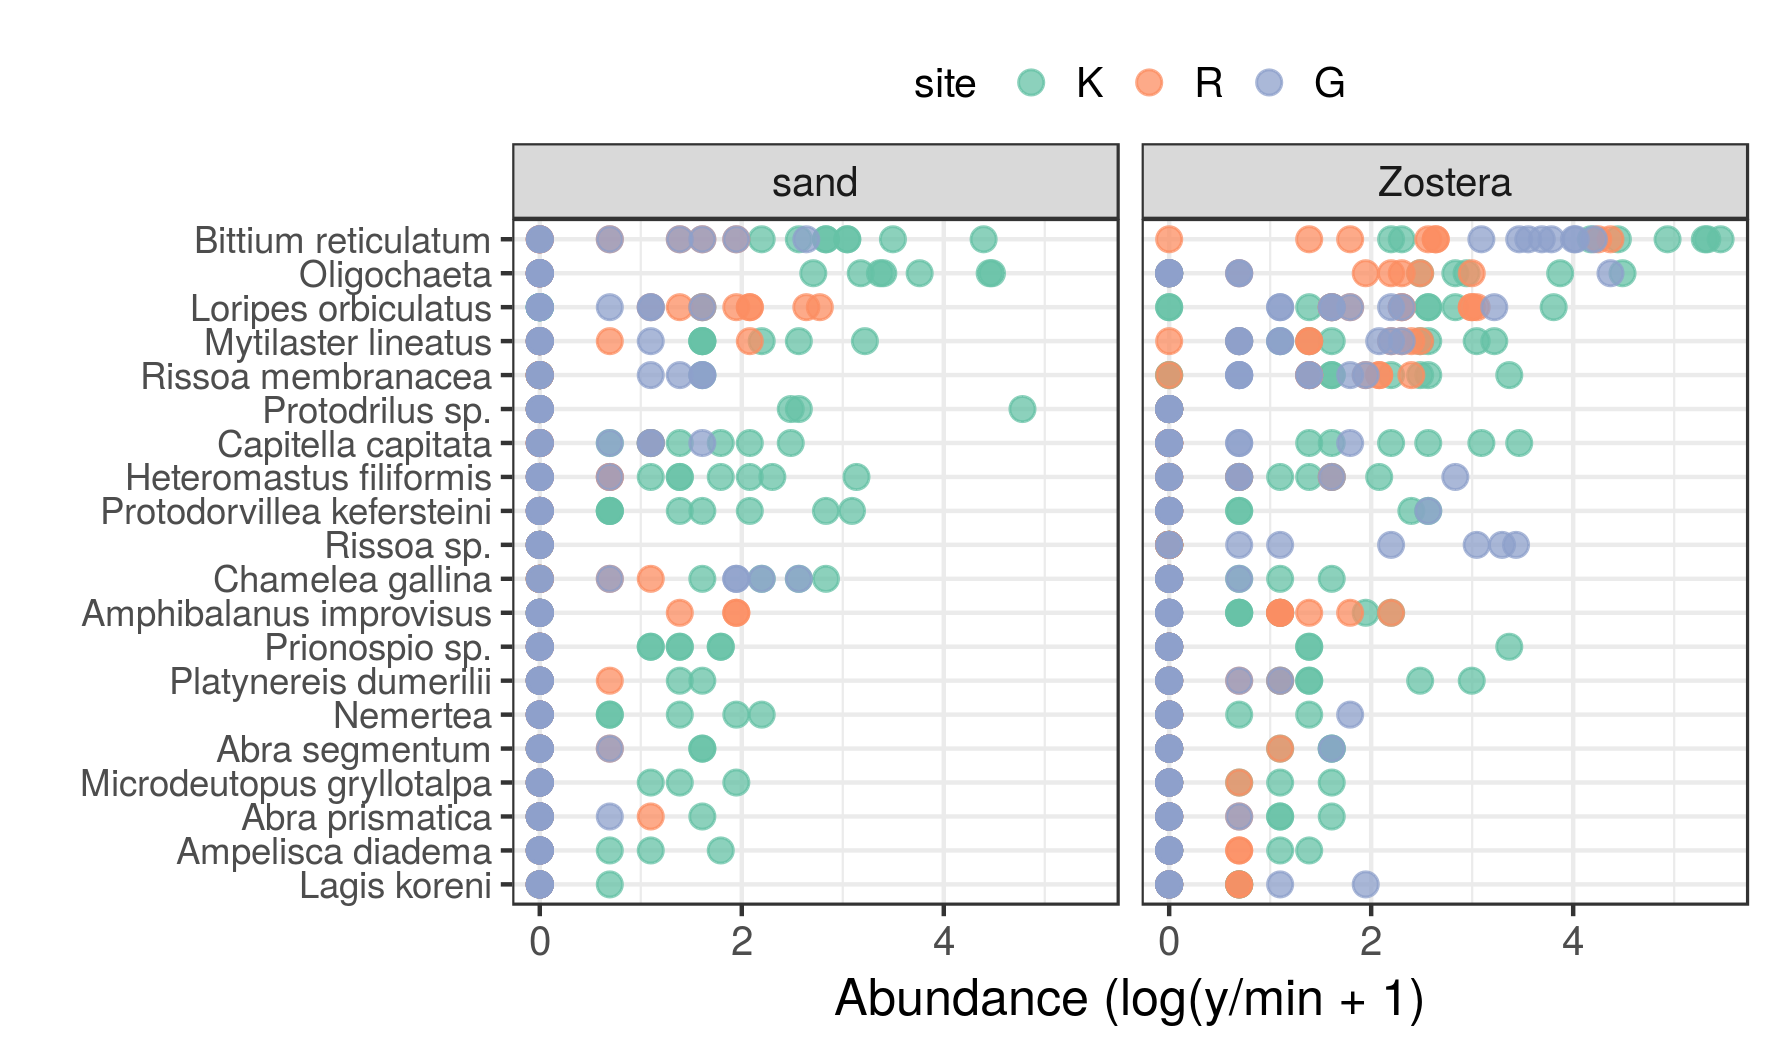 site K R G
sand Zostera
Bittium reticulatum
Oligochaeta
Loripes orbiculatus
Mytilaster lineatus
Rissoa membranacea
Protodrilus sp.
Capitella capitata
Heteromastus filiformis
Protodorvillea kefersteini
Rissoa sp.
Chamelea gallina
Amphibalanus improvisus
Prionospio sp.
Platynereis dumerilii
Nemertea
Abra segmentum
Microdeutopus gryllotalpa
Abra prismatica
Ampelisca diadema
Lagis koreni
0 2 4 0 2 4
Abundance (log(y/min + 1)